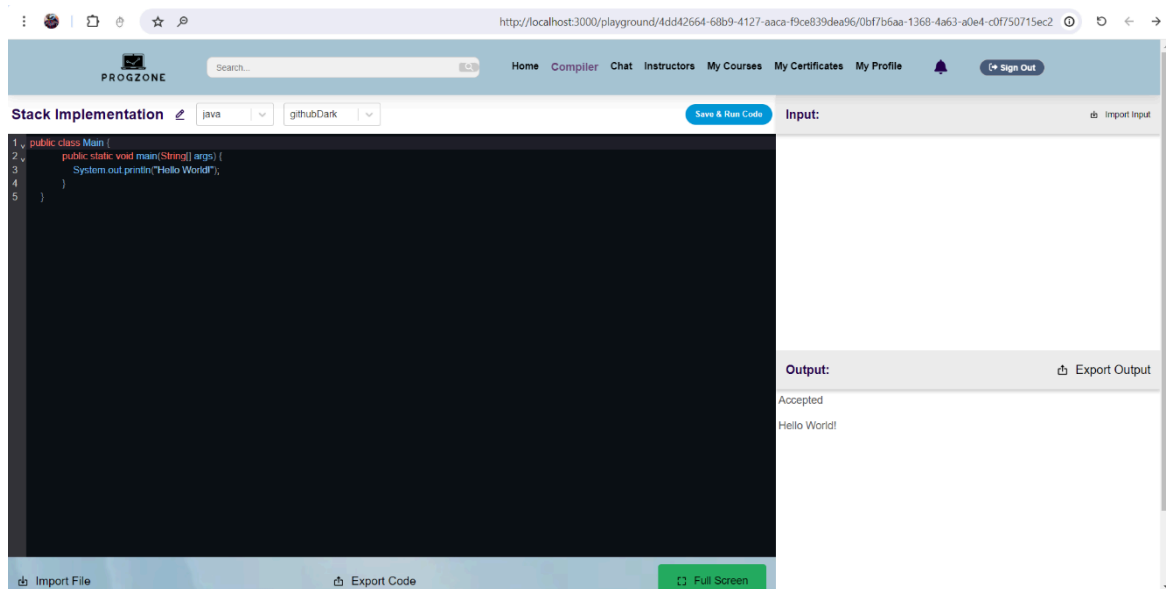 http://localhost:3000/playground/4dd42664-68b9-4127-aaca-f9ce839dea96/0bf7b6aa-1368-4a63-a0e4-c0f750715ec2
PROGZONE
Search...
Home Compiler Chat Instructors My Courses My Certificates My Profile
Sign Out
Stack Implementation
java
githubDark
Save & Run Code
Input:
Import Input
1 public class Main {
2 public static void main(String[] args) {
3 System.out.println("Hello World!");
4 }
5 }
Output:
Export Output
Accepted
Hello World!
Import File
Export Code
Full Screen